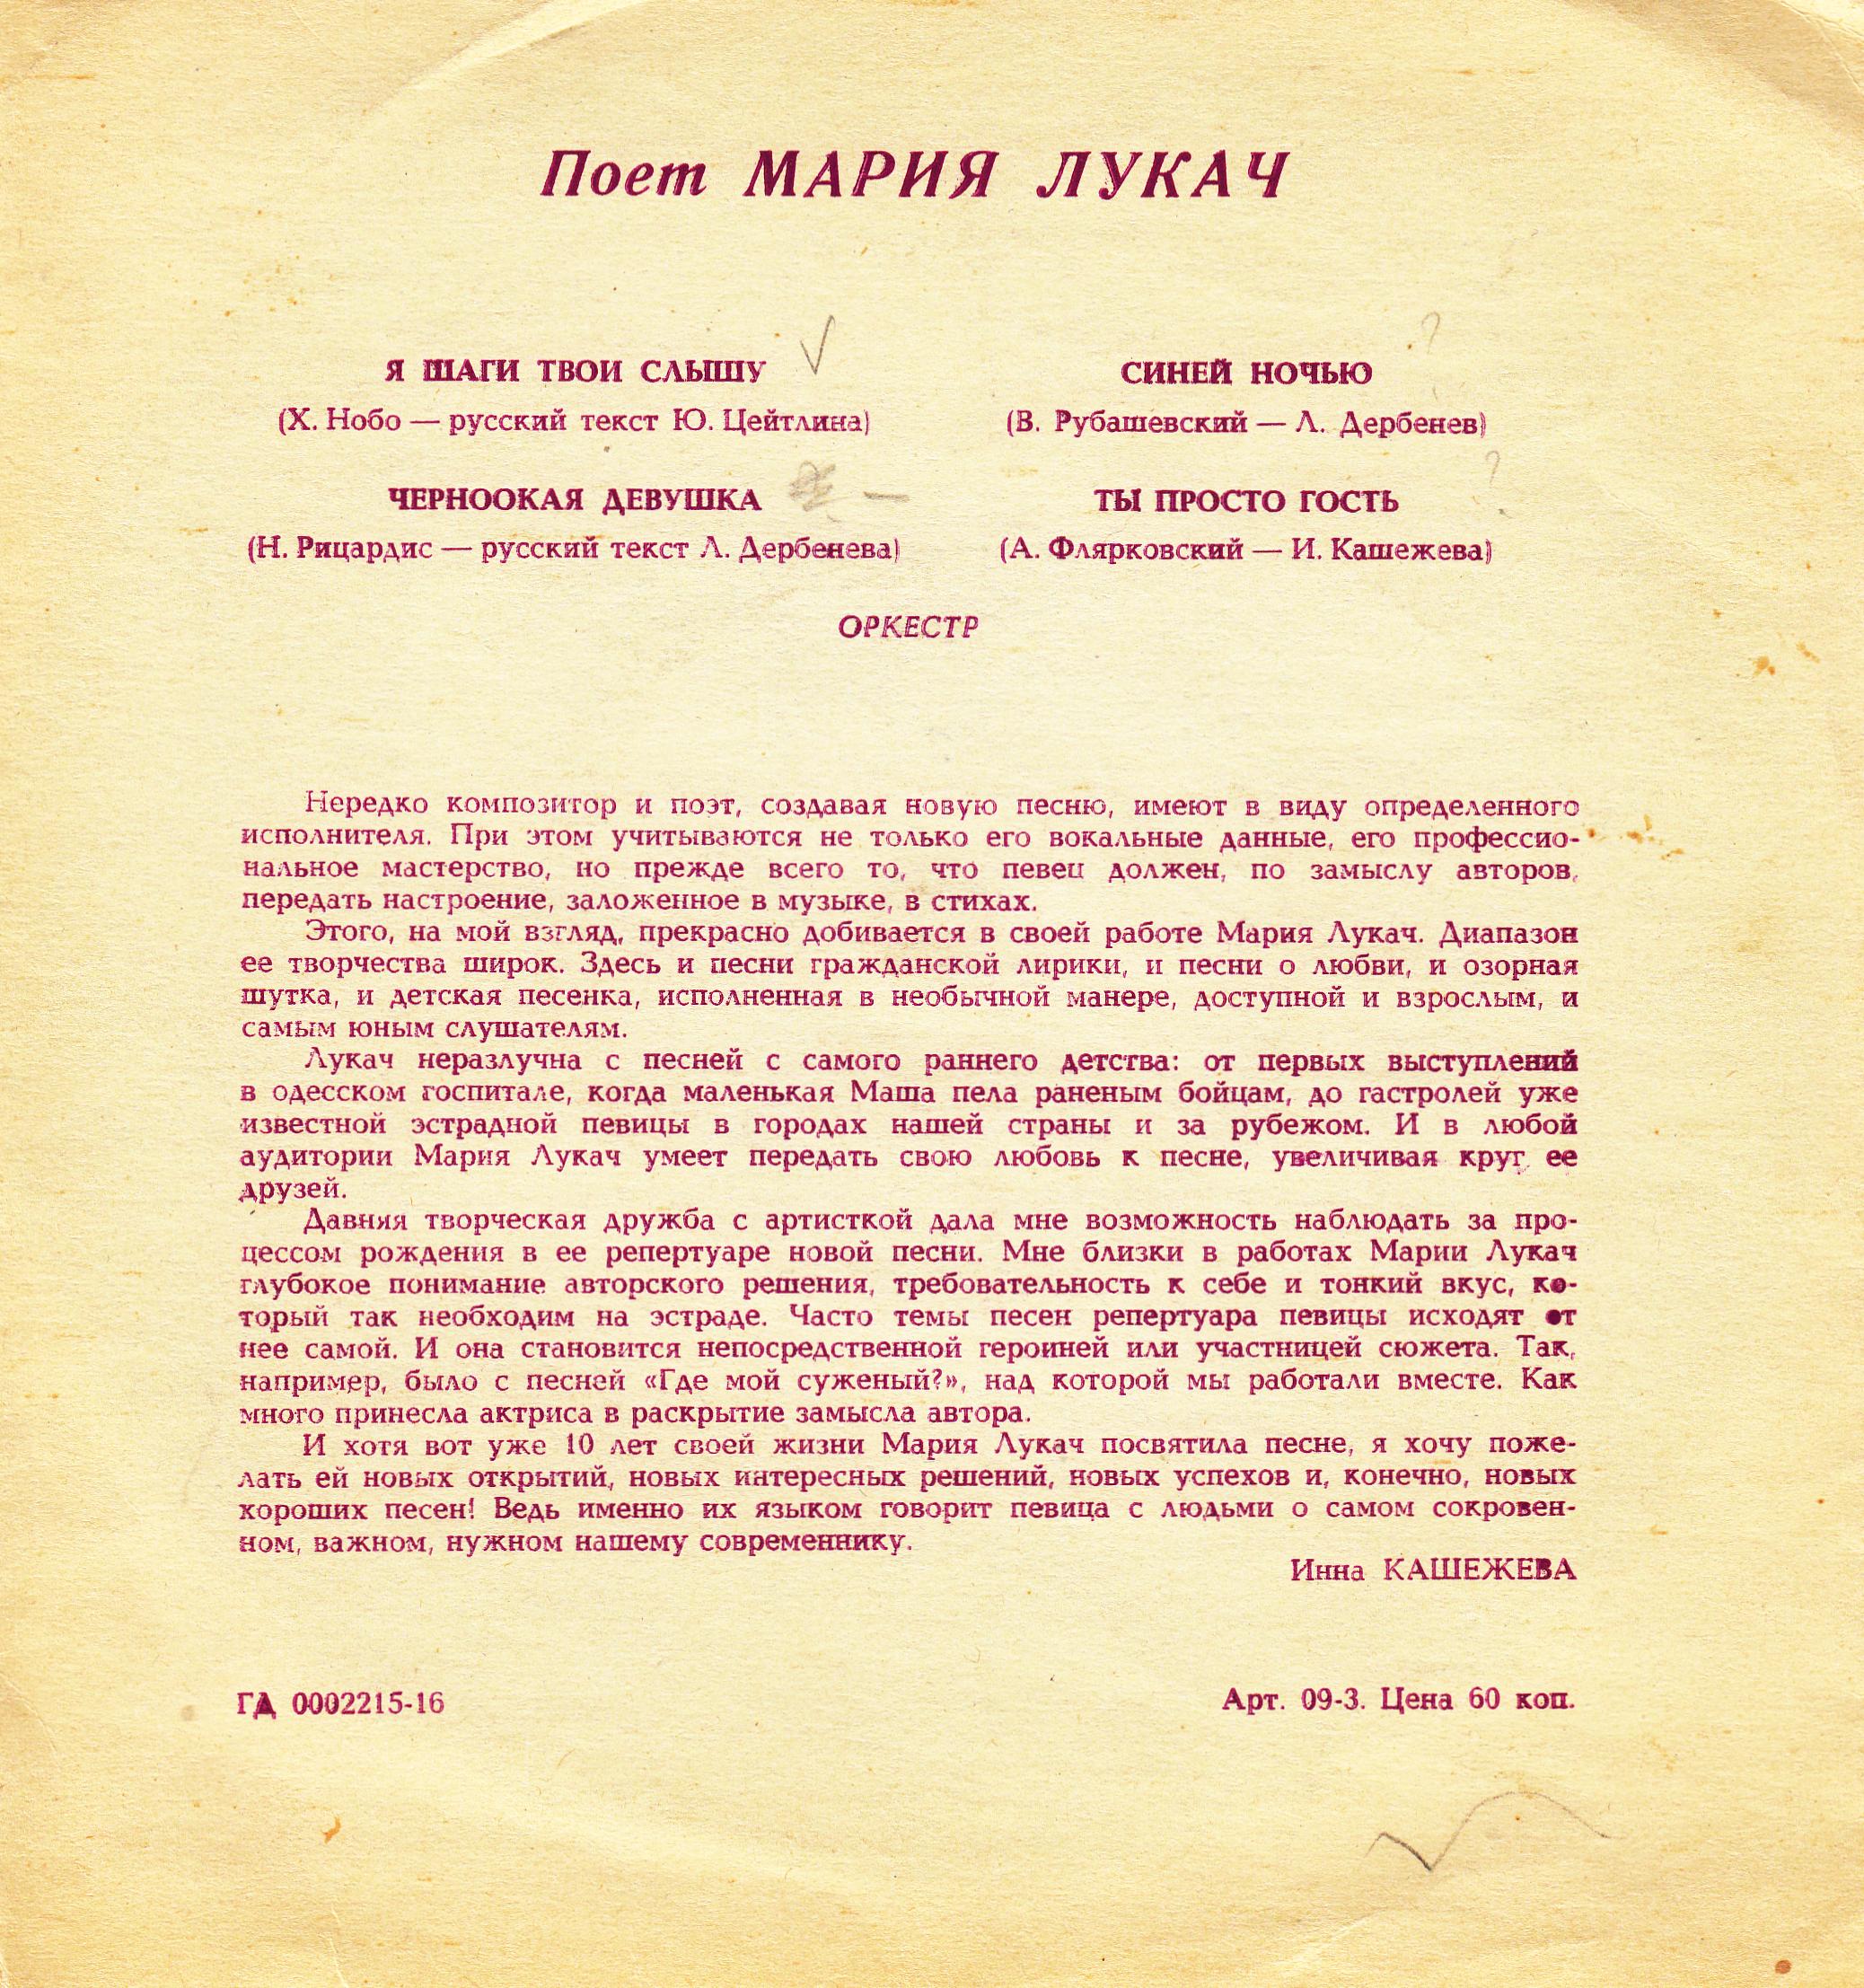 Поет МАРИЯ ЛУКАЧ
Я ШАГИ ТВОИ СЛЫШУ
(Х. Нобо — русский текст Ю. Цейтлина)
ЧЕРНООКАЯ ДЕВУШКА
(Н. Рицардис — русский текст Л. Дербенева)
СИНЕЙ НОЧЬЮ
(В. Рубашевский — Л. Дербенев)
ТЫ ПРОСТО ГОСТЬ
(А. Флярковский — И. Кашежева)
ОРКЕСТР
Нередко композитор и поэт, создавая новую песню, имеют в виду определенного
исполнителя. При этом учитываются не только его вокальные данные, его профессио-
нальное мастерство, но прежде всего то, что певец должен, по замыслу авторов,
передать настроение, заложенное в музыке, в стихах.
Этого, на мой взгляд, прекрасно добивается в своей работе Мария Лукач. Диапазон
ее творчества широк. Здесь и песни гражданской лирики, и песни о любви, и озорная
шутка, и детская песенка, исполненная в необычной манере, доступной и взрослым, и
самым юным слушателям.
Лукач неразлучна с песней с самого раннего детства: от первых выступлений
в одесском госпитале, когда маленькая Маша пела раненым бойцам, до гастролей уже
известной эстрадной певицы в городах нашей страны и за рубежом. И в любой
аудитории Мария Лукач умеет передать свою любовь к песне, увеличивая круг ее
друзей.
Давняя творческая дружба с артисткой дала мне возможность наблюдать за про-
цессом рождения в ее репертуаре новой песни. Мне близки в работах Марии Лукач
глубокое понимание авторского решения, требовательность к себе и тонкий вкус, ко-
торый так необходим на эстраде. Часто темы песен репертуара певицы исходят от
нее самой. И она становится непосредственной героиней или участницей сюжета. Так,
например, было с песней «Где мой суженый?», над которой мы работали вместе. Как
много принесла актриса в раскрытие замысла автора.
И хотя вот уже 10 лет своей жизни Мария Лукач посвятила песне, я хочу поже-
лать ей новых открытий, новых интересных решений, новых успехов и, конечно, новых
хороших песен! Ведь именно их языком говорит певица с людьми о самом сокровен-
ном, важном, нужном нашему современнику.
Инна КАШЕЖЕВА
ГД 0002215-16
Арт. 09-3. Цена 60 коп.